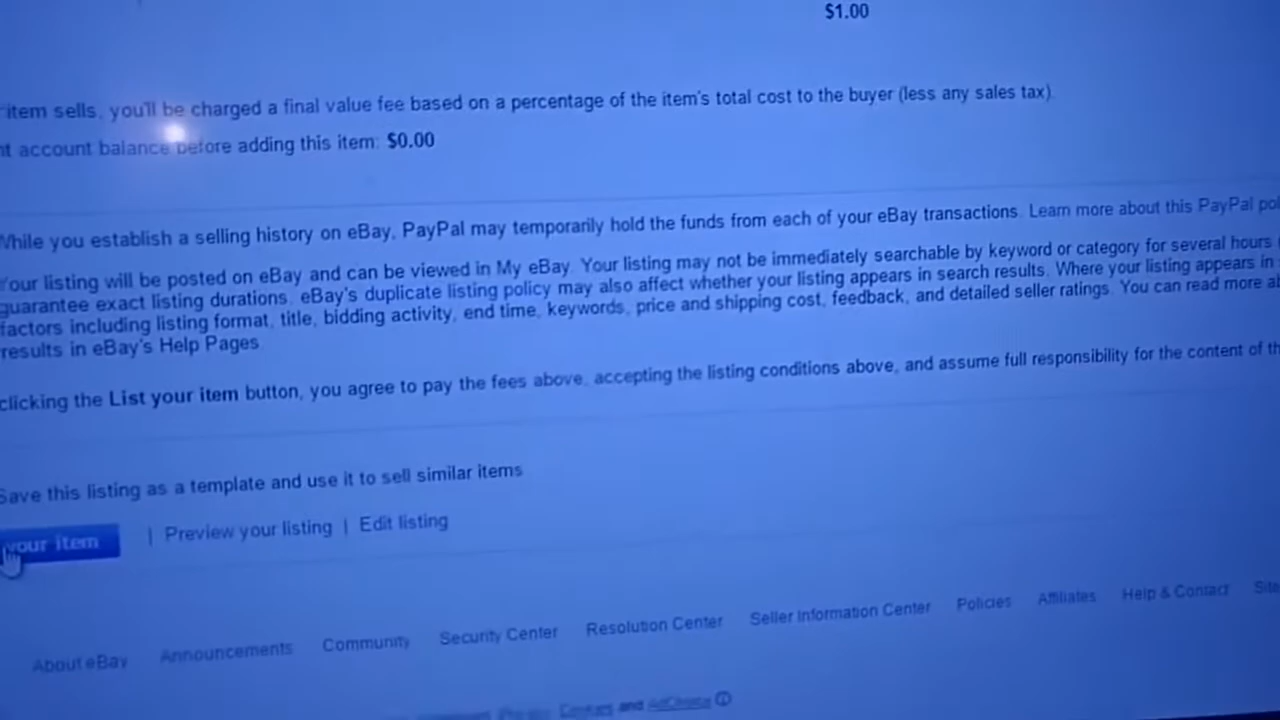 $1.00
item sells, you'll be charged a final value fee based on a percentage of the item's total cost to the buyer (less any sales tax).
account balance before adding this item: $0.00
While you establish a selling history on eBay, PayPal may temporarily hold the funds from each of your eBay transactions. Learn more about this PayPal
Your listing will be posted on eBay and can be viewed in My eBay. Your listing may not be immediately searchable by keyword or category for several hours
guarantee exact listing durations. eBay's duplicate listing policy may also affect whether your listing appears in search results. Where your listing appears in
factors including listing format, title, bidding activity, end time, keywords, price and shipping cost, feedback, and detailed seller ratings. You can read more
results in eBay's Help Pages
clicking the List your item button, you agree to pay the fees above, accepting the listing conditions above, and assume full responsibility for the content of
Save this listing as a template and use it to sell similar items
your item | Preview your listing | Edit listing
About eBay Announcements Community Security Center Resolution Center Seller Information Center Policies Affiliates Help & Contact
and AdChoice